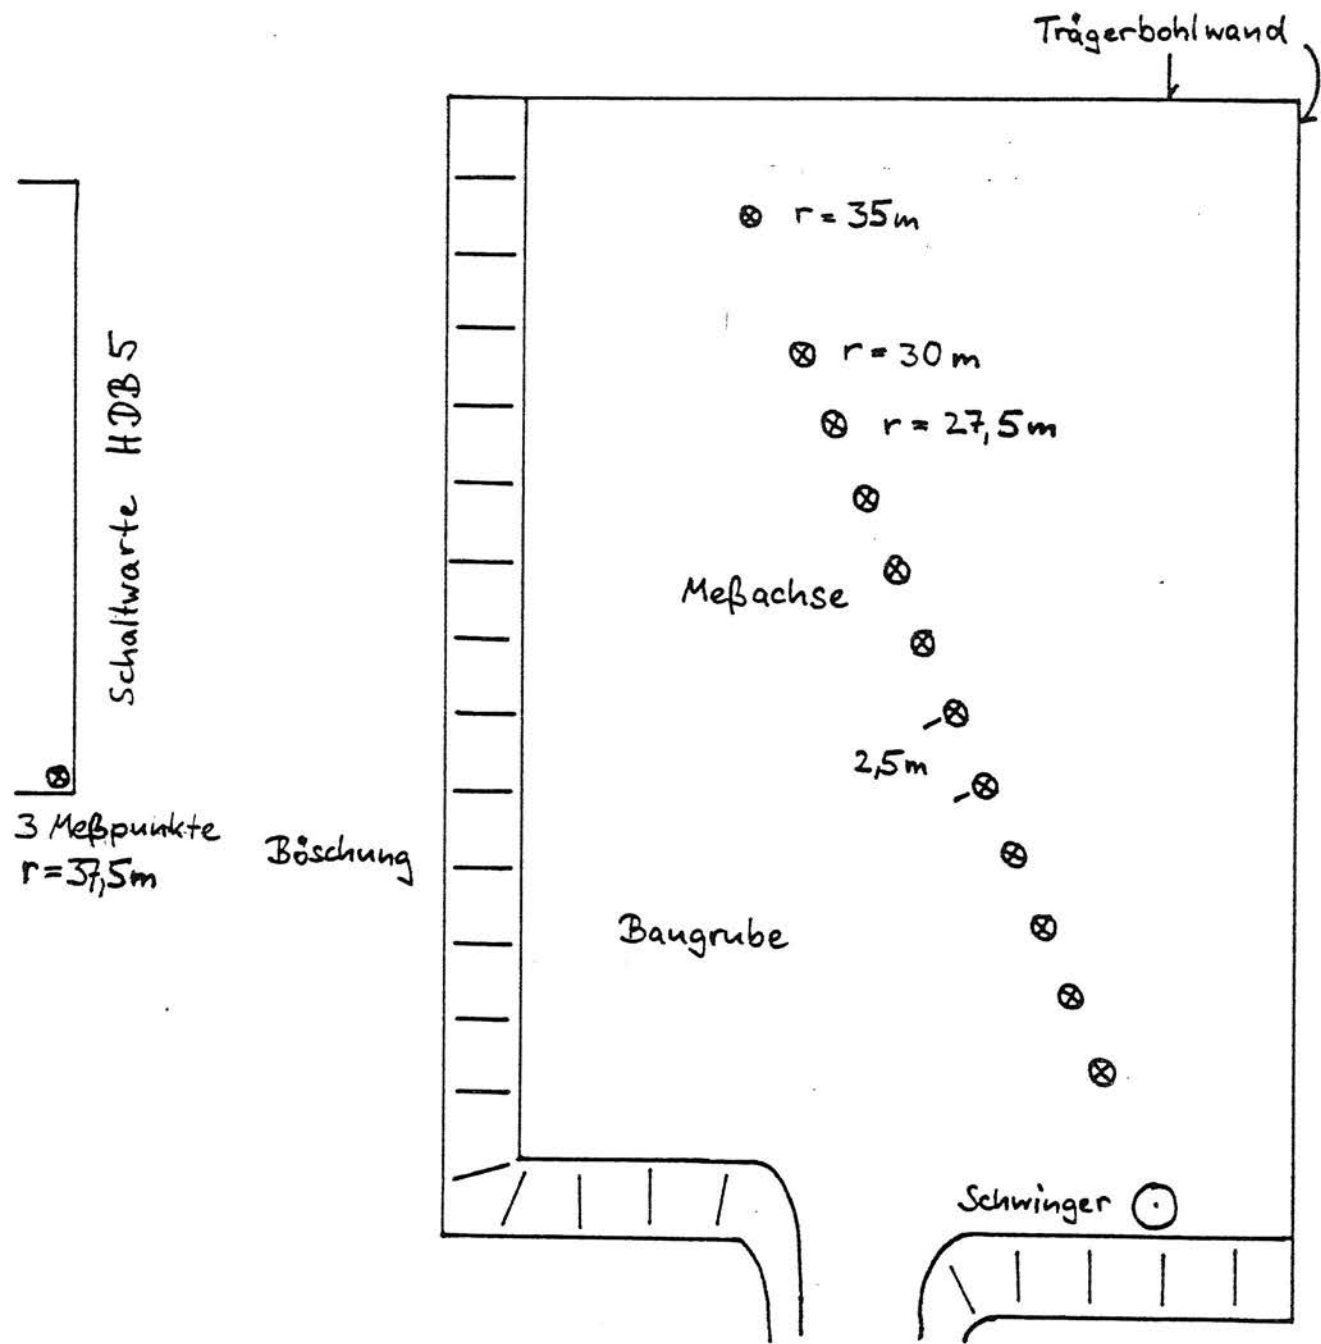 Trägerbohlwand
r = 35m
r = 30 m
r = 27,5m
Schaltwarte HDB 5
Meßachse
2,5m
3 Meßpunkte
r = 37,5m
Böschung
Baugrube
Schwinger